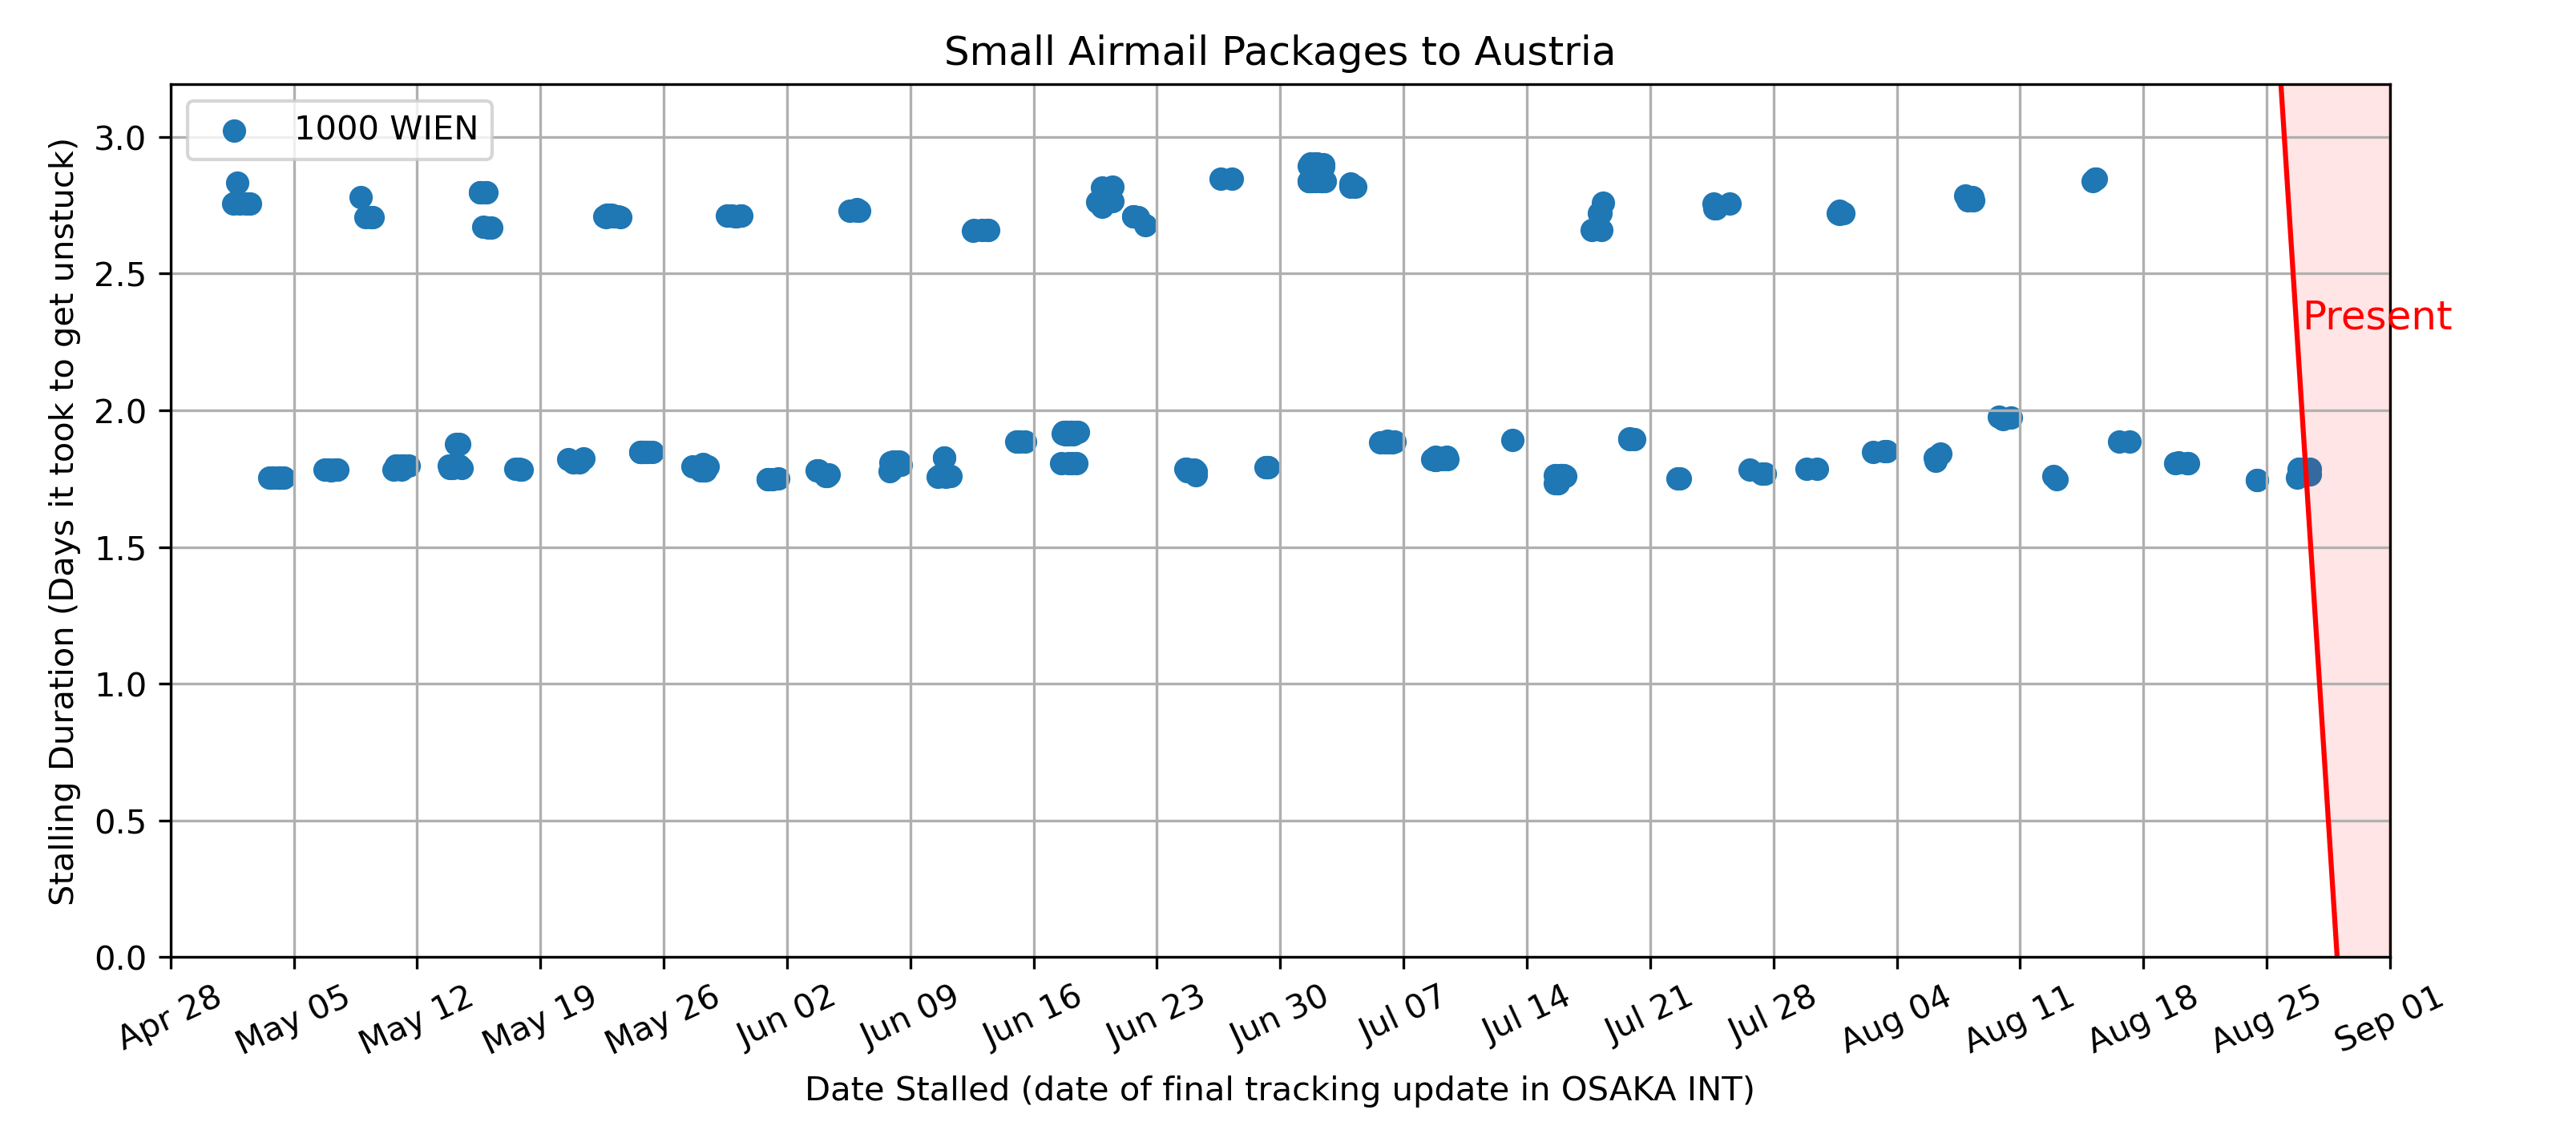 Small Airmail Packages to Austria
1000 WIEN
Stalling Duration (Days it took to get unstuck)
3.0
2.5
2.0
1.5
1.0
0.5
0.0
Present
Apr 28 May 05 May 12 May 19 May 26 Jun 02 Jun 09 Jun 16 Jun 23 Jun 30 Jul 07 Jul 14 Jul 21 Jul 28 Aug 04 Aug 11 Aug 18 Aug 25 Sep 01
Date Stalled (date of final tracking update in OSAKA INT)